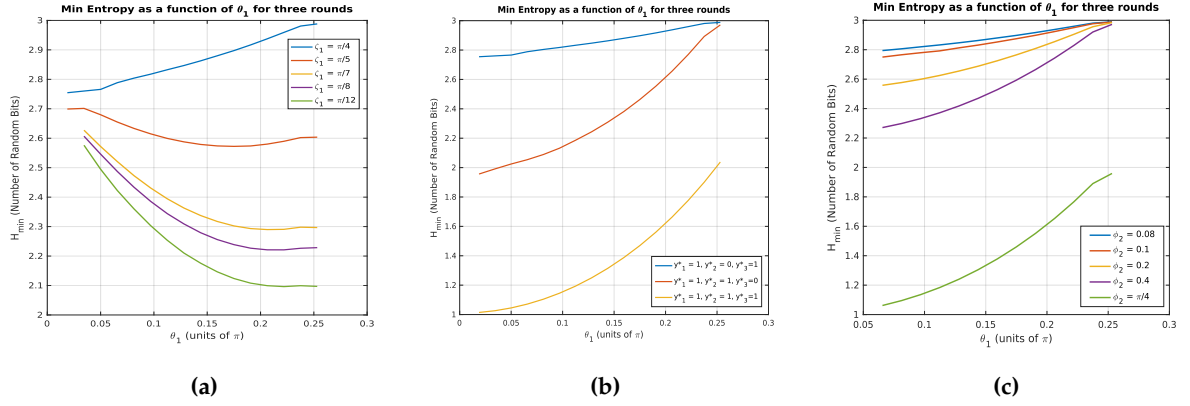 Min Entropy as a function of θ1 for three rounds
H_min (Number of Random Bits)
3
2.9
2.8
2.7
2.6
2.5
2.4
2.3
2.2
2.1
2
ζ1 = π/4
ζ1 = π/5
ζ1 = π/7
ζ1 = π/8
ζ1 = π/12
0
0.05
0.1
0.15
0.2
0.25
0.3
θ1 (units of π)
(a)
Min Entropy as a function of θ1 for three rounds
H_min (Number of Random Bits)
3
2.8
2.6
2.4
2.2
2
1.8
1.6
1.4
1.2
1
y*1 = 1, y*2 = 0, y*3=1
y*1 = 1, y*2 = 1, y*3=0
y*1 = 1, y*2 = 1, y*3=1
0
0.05
0.1
0.15
0.2
0.25
0.3
θ1 (units of π)
(b)
Min Entropy as a function of θ1 for three rounds
H_min (Number of Random Bits)
3
2.8
2.6
2.4
2.2
2
1.8
1.6
1.4
1.2
1
ϕ2 = 0.08
ϕ2 = 0.1
ϕ2 = 0.2
ϕ2 = 0.4
ϕ2 = π/4
0.05
0.1
0.15
0.2
0.25
0.3
θ1 (units of π)
(c)